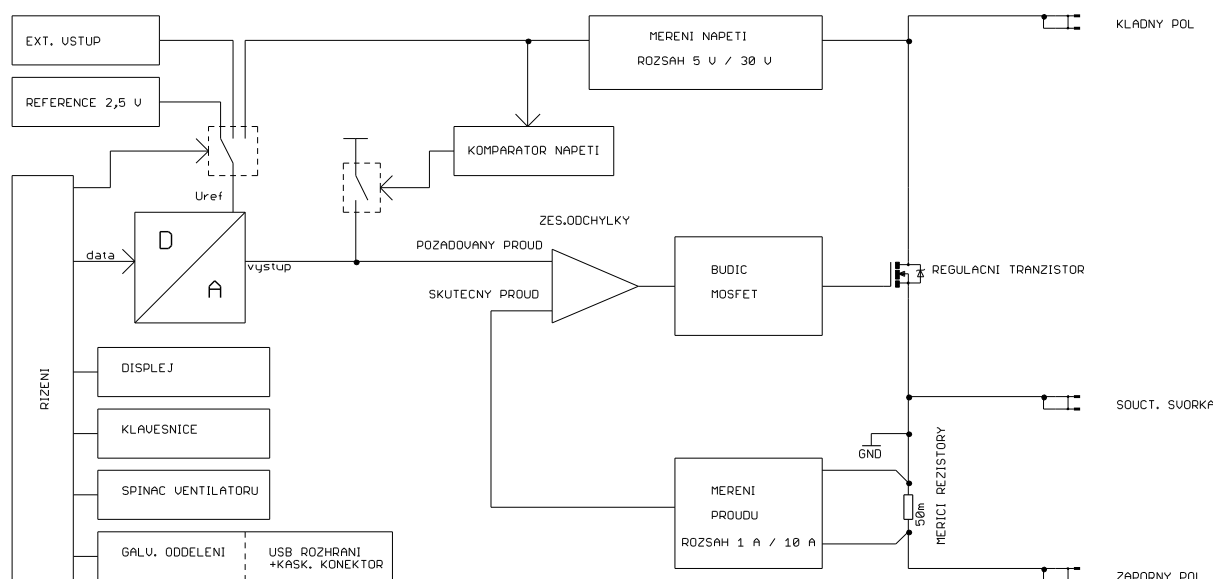 EXT. VSTUP
MERENI NAPETI
ROZSAH 5 V / 30 V
KLADNY POL
REFERENCE 2,5 V
KOMPARATOR NAPETI
Uref
ZES.ODCHYLKY
D
A
data
vystup
POZADOVANY PROUD
SKUTECNY PROUD
BUDIC
MOSFET
REGULACNI TRANZISTOR
RIZENI
DISPLEJ
KLAVESNICE
SPINAC VENTILATORU
GALV. ODDELENI
USB ROZHRANI
+KASK. KONEKTOR
SOUCT. SVORKA
GND
MERENI
PROUDU
ROZSAH 1 A / 10 A
50m
MERICI REZISTORY
ZAPORNY POL